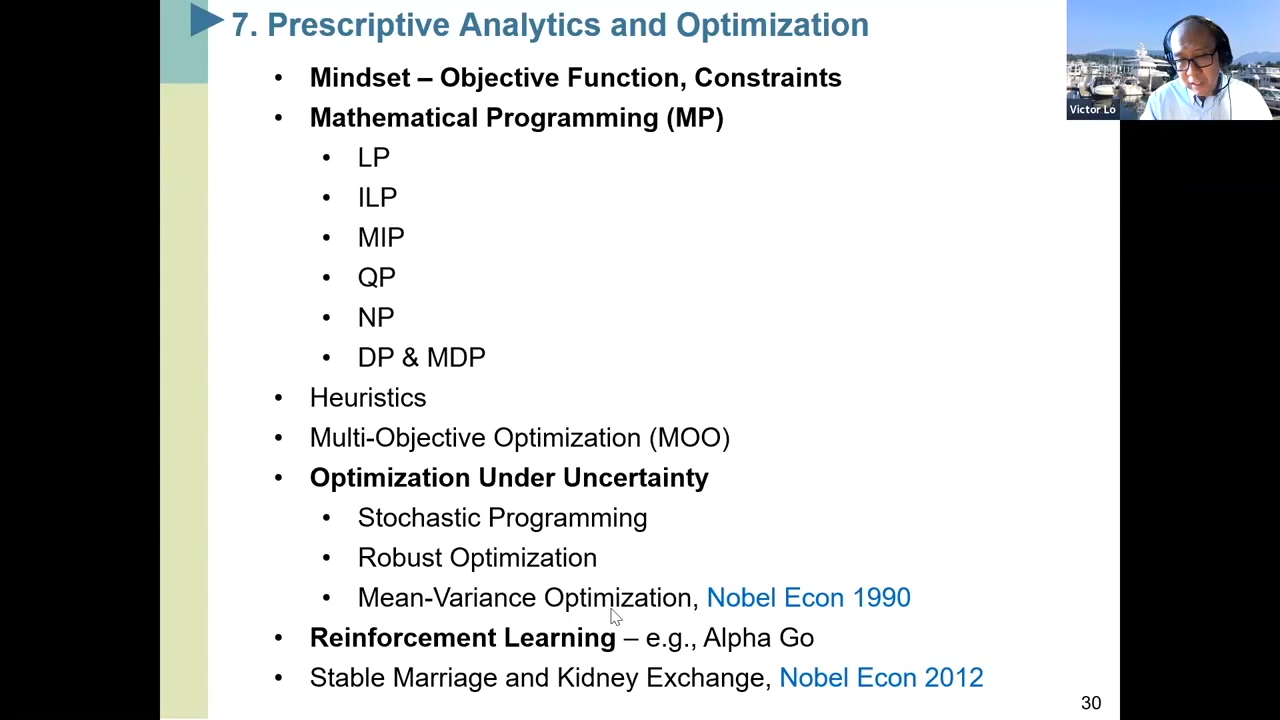 7. Prescriptive Analytics and Optimization
• Mindset – Objective Function, Constraints
• Mathematical Programming (MP)
• LP
• ILP
• MIP
• QP
• NP
• DP & MDP
• Heuristics
• Multi-Objective Optimization (MOO)
• Optimization Under Uncertainty
• Stochastic Programming
• Robust Optimization
• Mean-Variance Optimization, Nobel Econ 1990
• Reinforcement Learning – e.g., Alpha Go
• Stable Marriage and Kidney Exchange, Nobel Econ 2012
30
Victor Lo